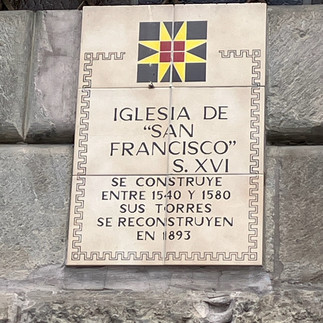 IGLESIA DE
"SAN
FRANCISCO"
S. XVI
SE CONSTRUYE
ENTRE 1540 Y 1580
SUS TORRES
SE RECONSTRUYEN
EN 1893